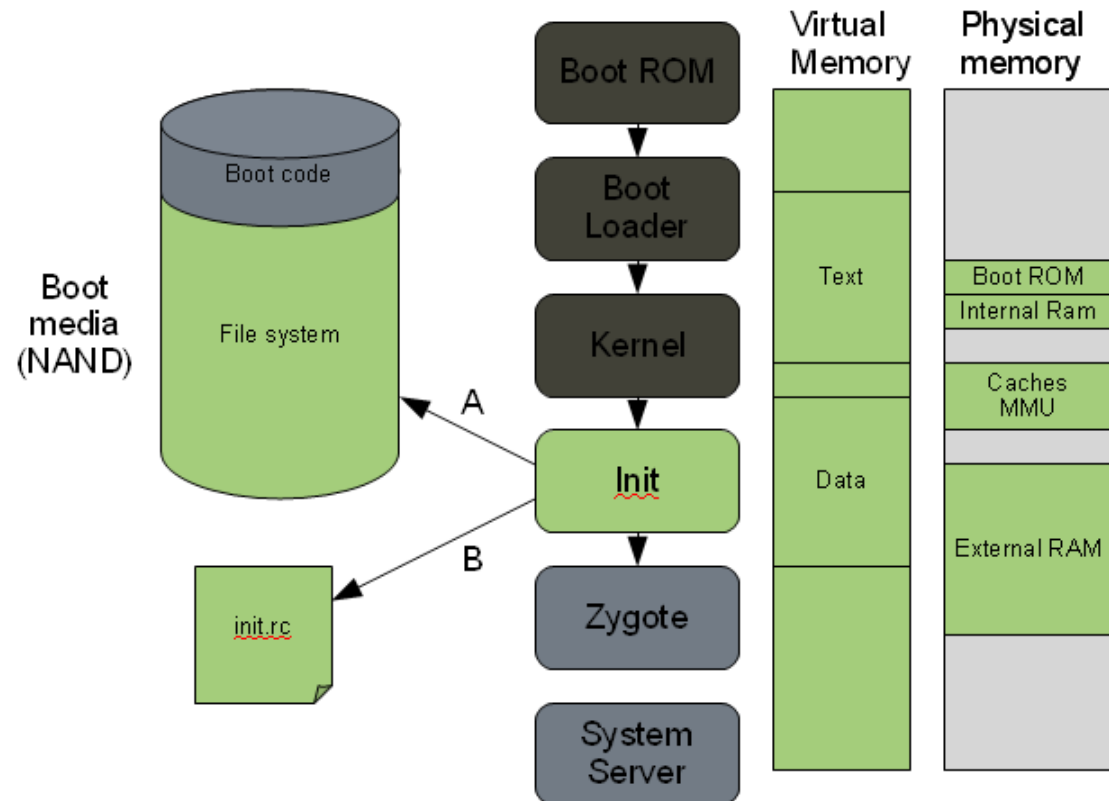 Boot code
File system
Boot
media
(NAND)
A
B
init.rc
Boot ROM
Boot
Loader
Kernel
Init
Zygote
System
Server
Virtual
Memory
Text
Data
Physical
memory
Boot ROM
Internal Ram
Caches
MMU
External RAM